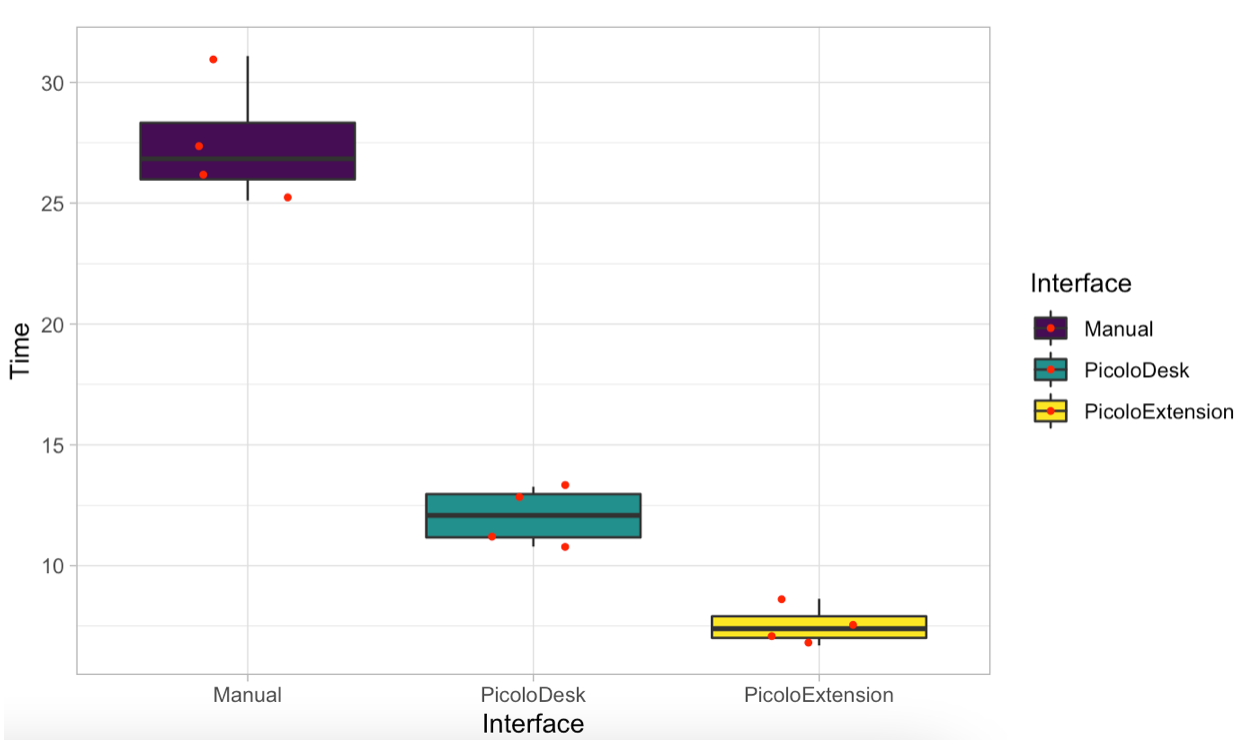 30
25
20
15
10
Time
Manual
PicoloDesk
PicoloExtension
Interface
Interface
Manual
PicoloDesk
PicoloExtension